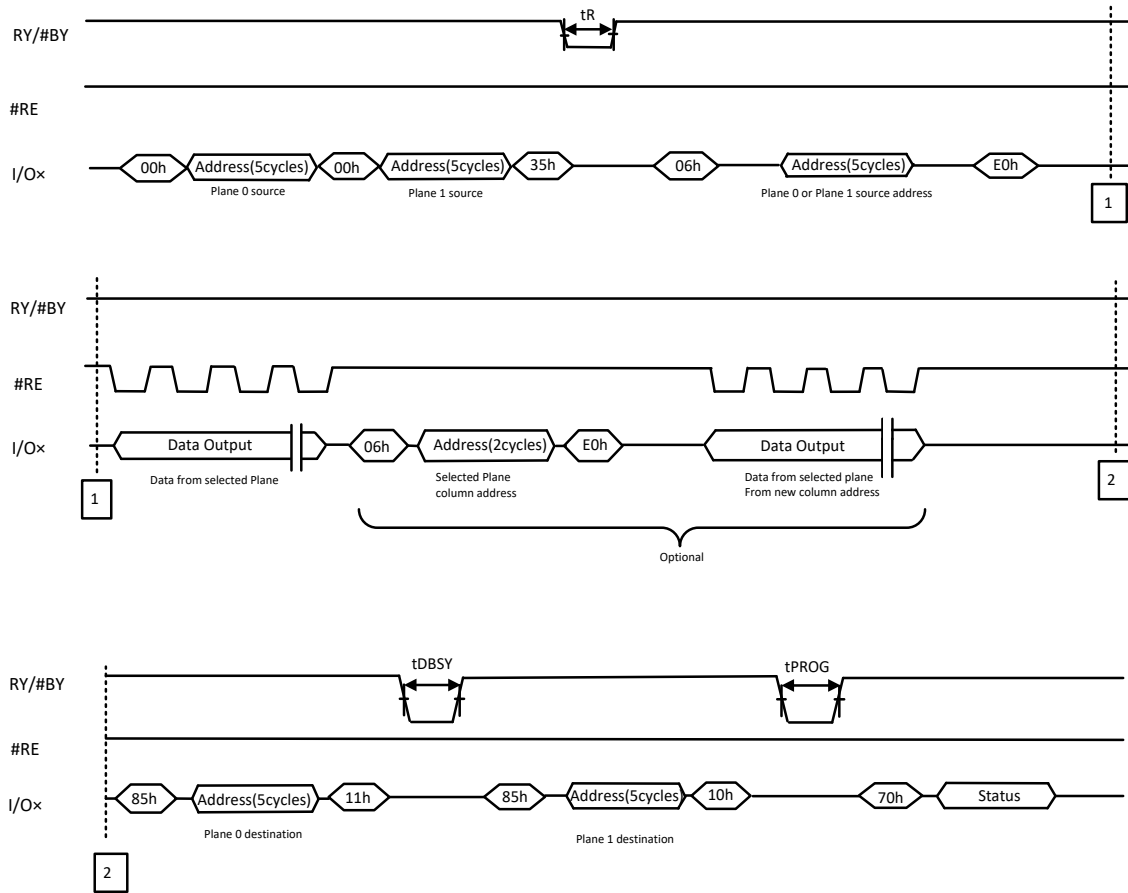 tR
RY/#BY
#RE
I/O×
00h Address(5cycles) 00h Address(5cycles) 35h 06h Address(5cycles) E0h
Plane 0 source Plane 1 source Plane 0 or Plane 1 source address
1
RY/#BY
#RE
I/O×
Data Output 06h Address(2cycles) E0h Data Output
Data from selected Plane Selected Plane Data from selected plane
column address From new column address
1 2
Optional
tDBSY tPROG
RY/#BY
#RE
I/O×
85h Address(5cycles) 11h 85h Address(5cycles) 10h 70h Status
Plane 0 destination Plane 1 destination
2